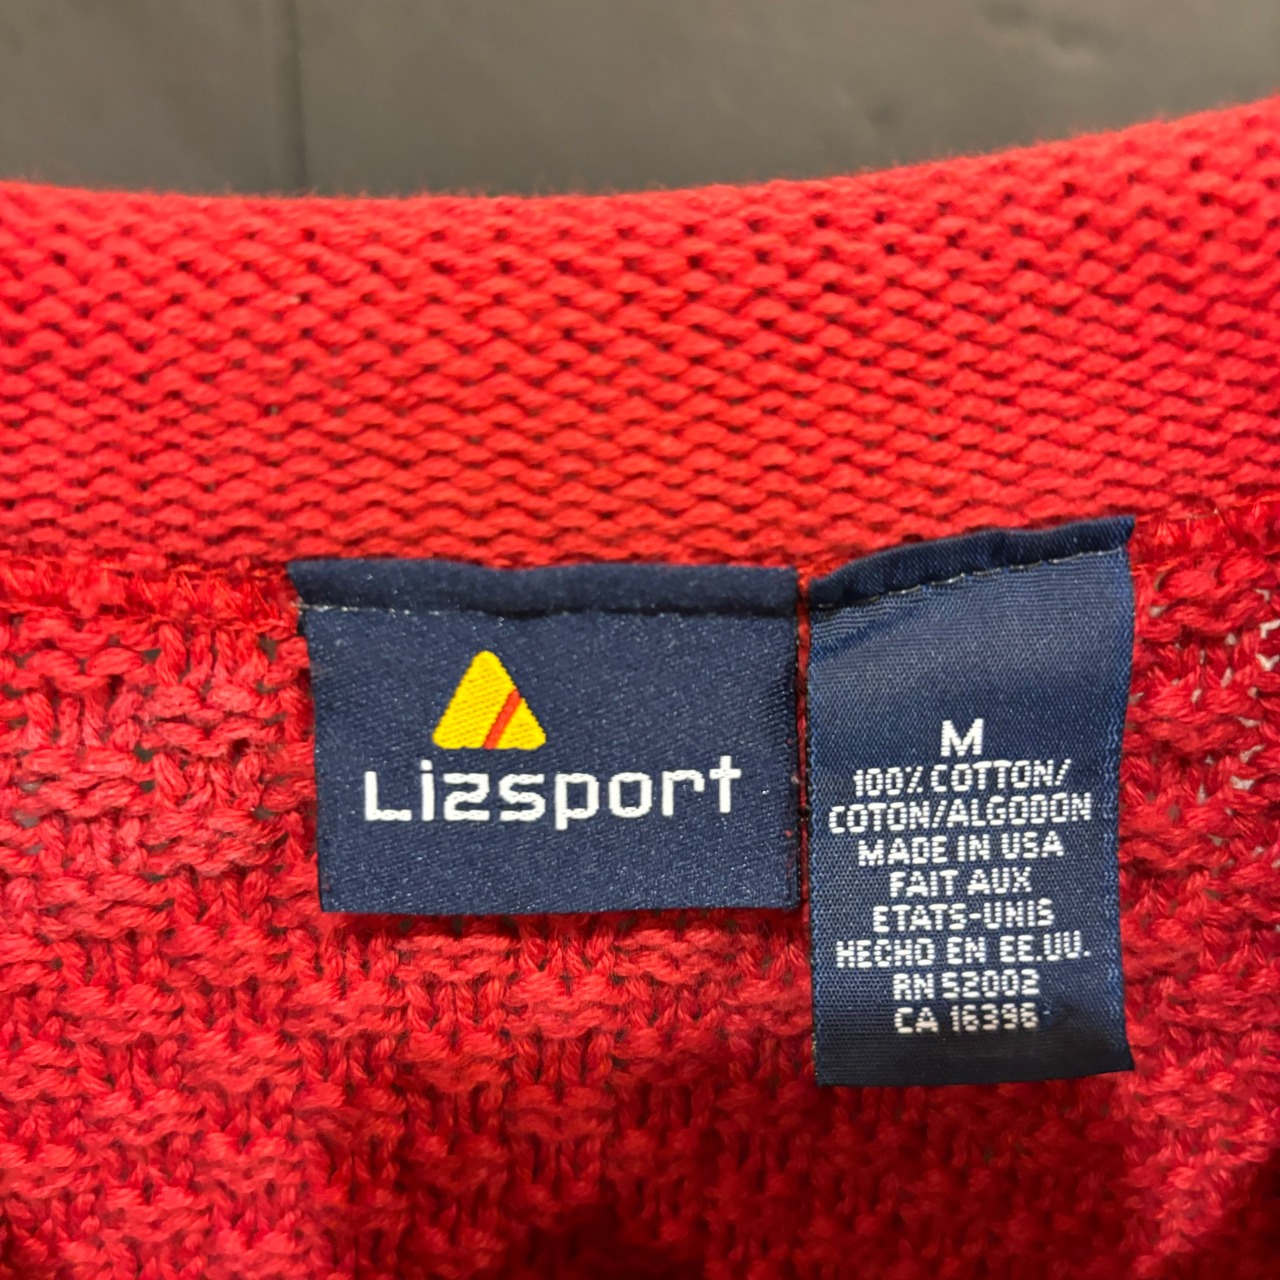 Lizsport
M
100% COTTON/
COTON/ALGODON
MADE IN USA
FAIT AUX
ETATS-UNIS
HECHO EN EE.UU.
RN 52002
CA 16396